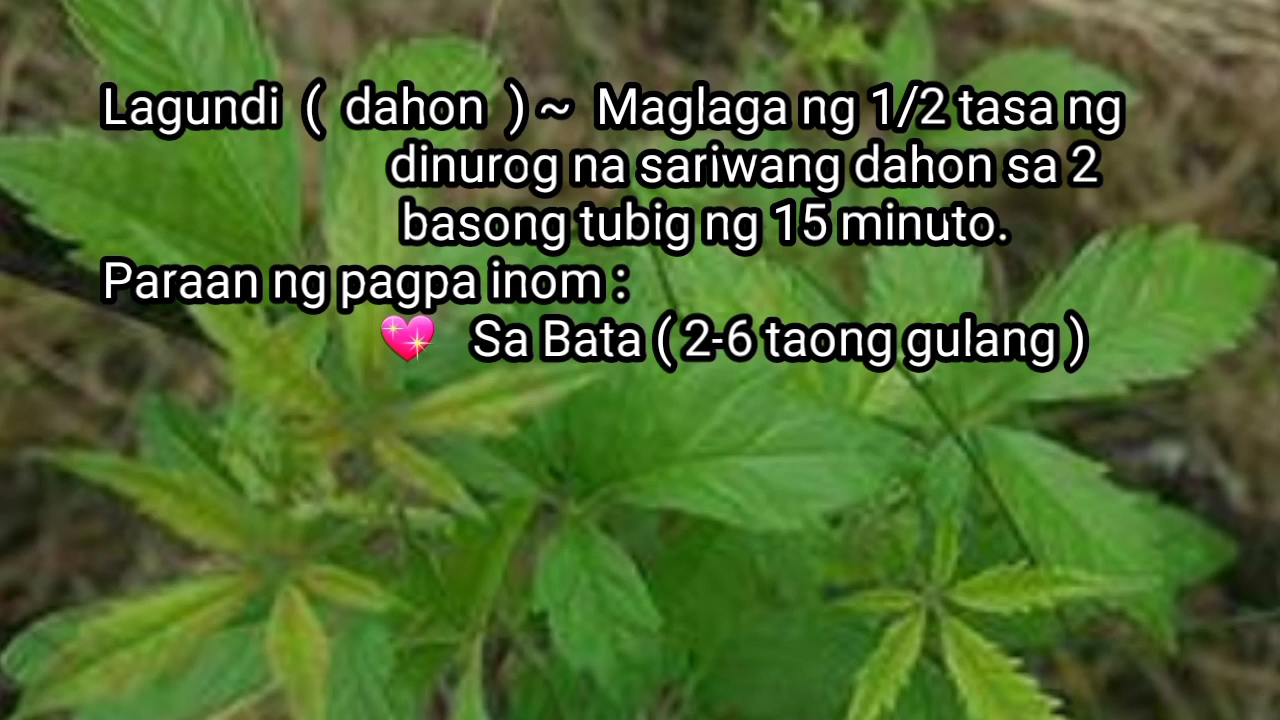 Lagundi ( dahon ) ~ Maglaga ng 1/2 tasa ng
dinurog na sariwang dahon sa 2
basong tubig ng 15 minuto.
Paraan ng pagpa inom :
💖 Sa Bata ( 2-6 taong gulang )